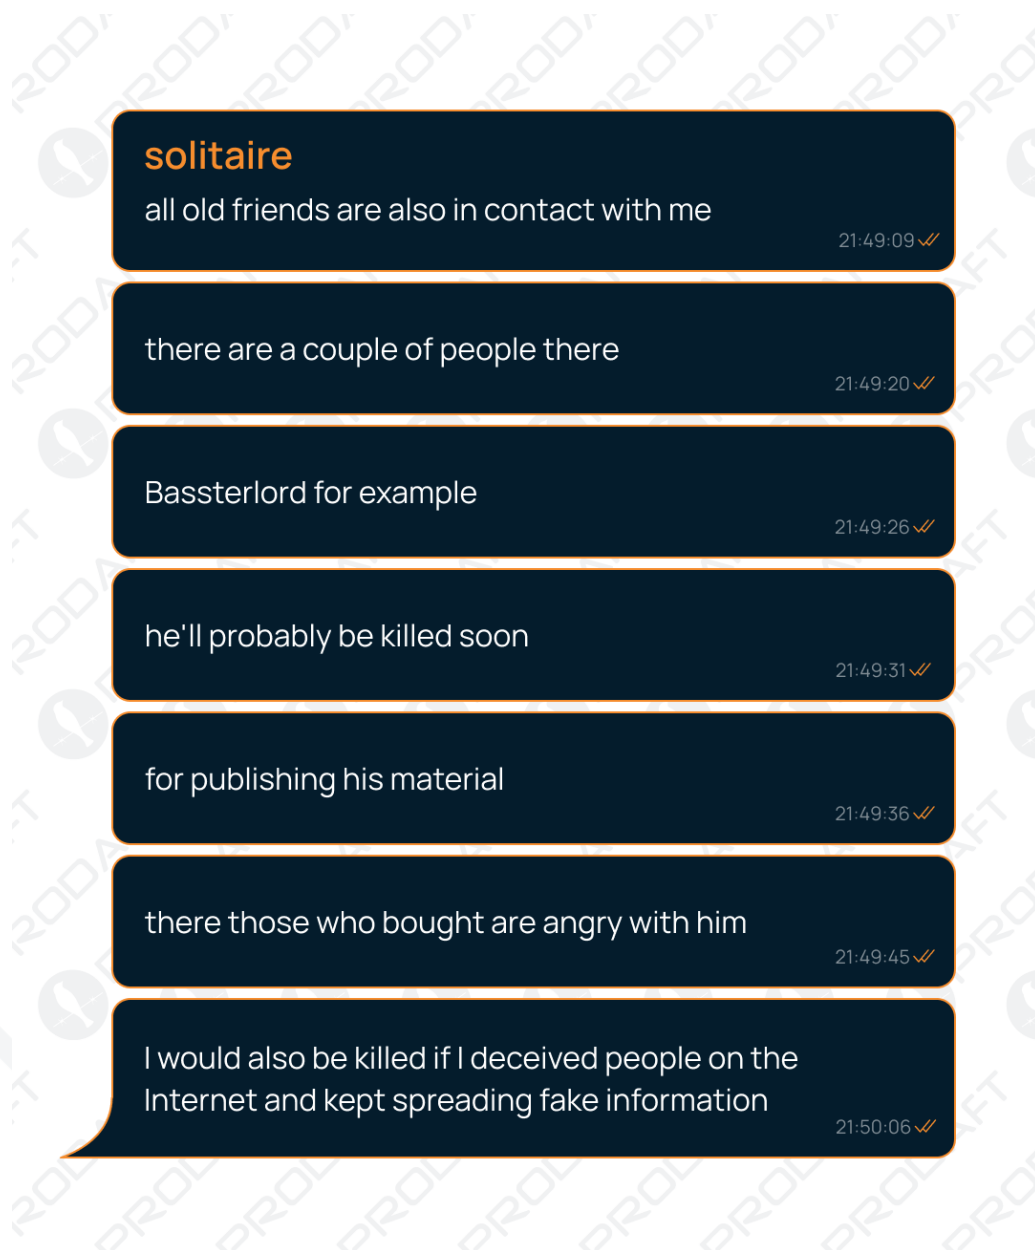 solitaire
all old friends are also in contact with me
21:49:09
there are a couple of people there
21:49:20
Bassterlord for example
21:49:26
he'll probably be killed soon
21:49:31
for publishing his material
21:49:36
there those who bought are angry with him
21:49:45
I would also be killed if I deceived people on the
Internet and kept spreading fake information
21:50:06
PRODAFT